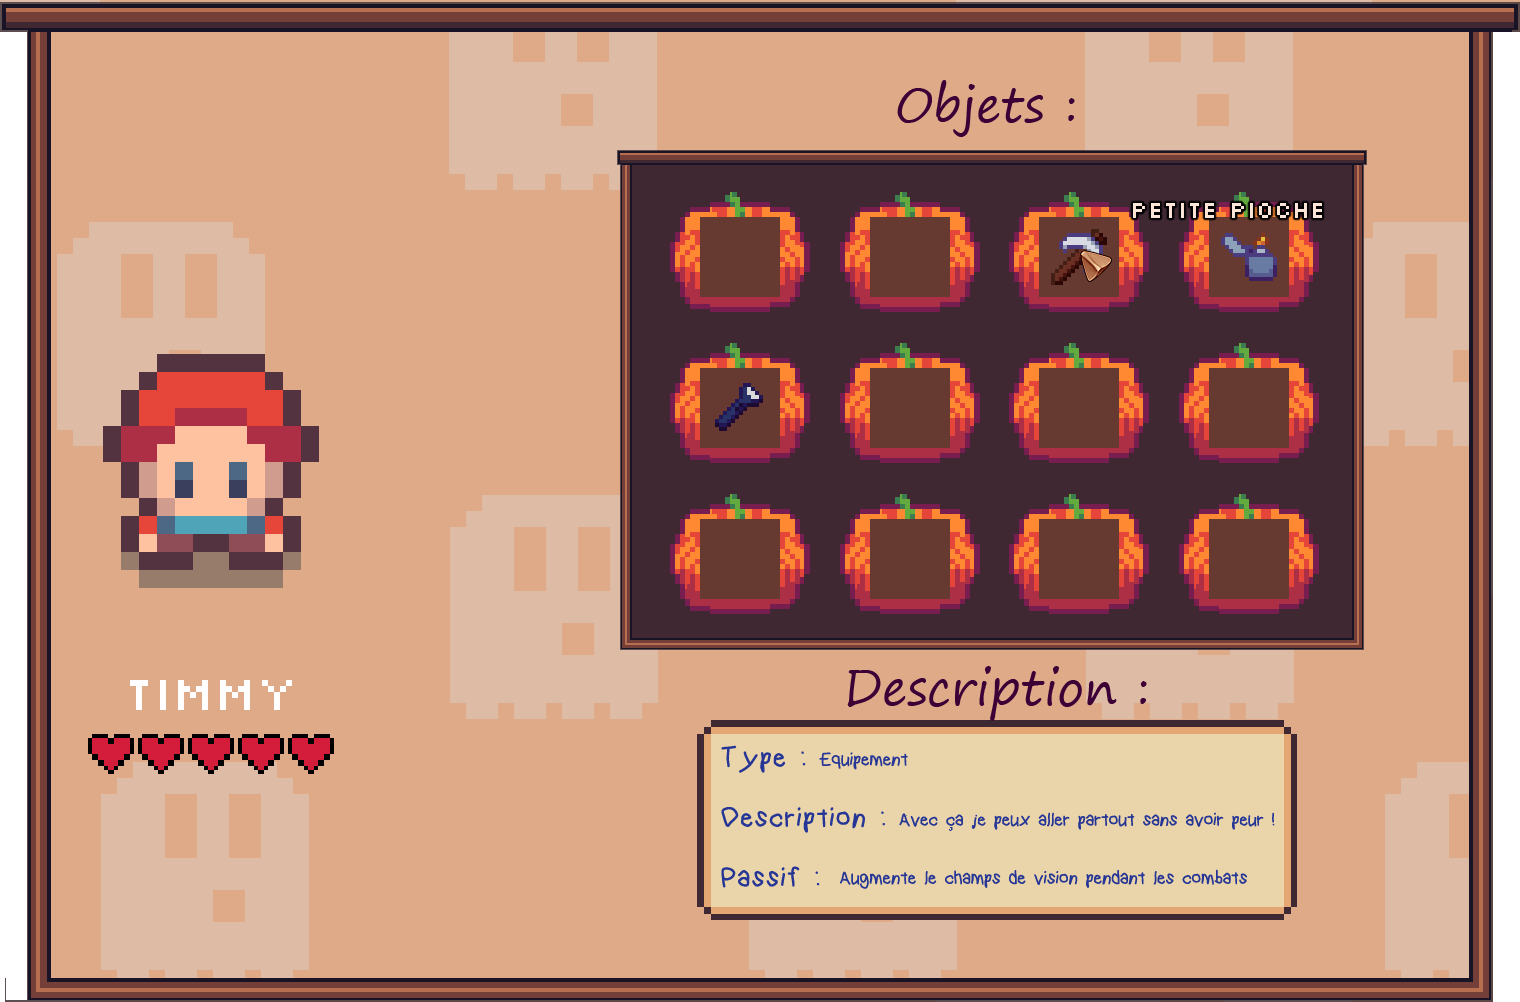 Objets :
PETITE PIOCHE
TIMMY
Description :
Type : Equipement
Description : Avec ça je peux aller partout sans avoir peur !
Passif : Augmente le champs de vision pendant les combats